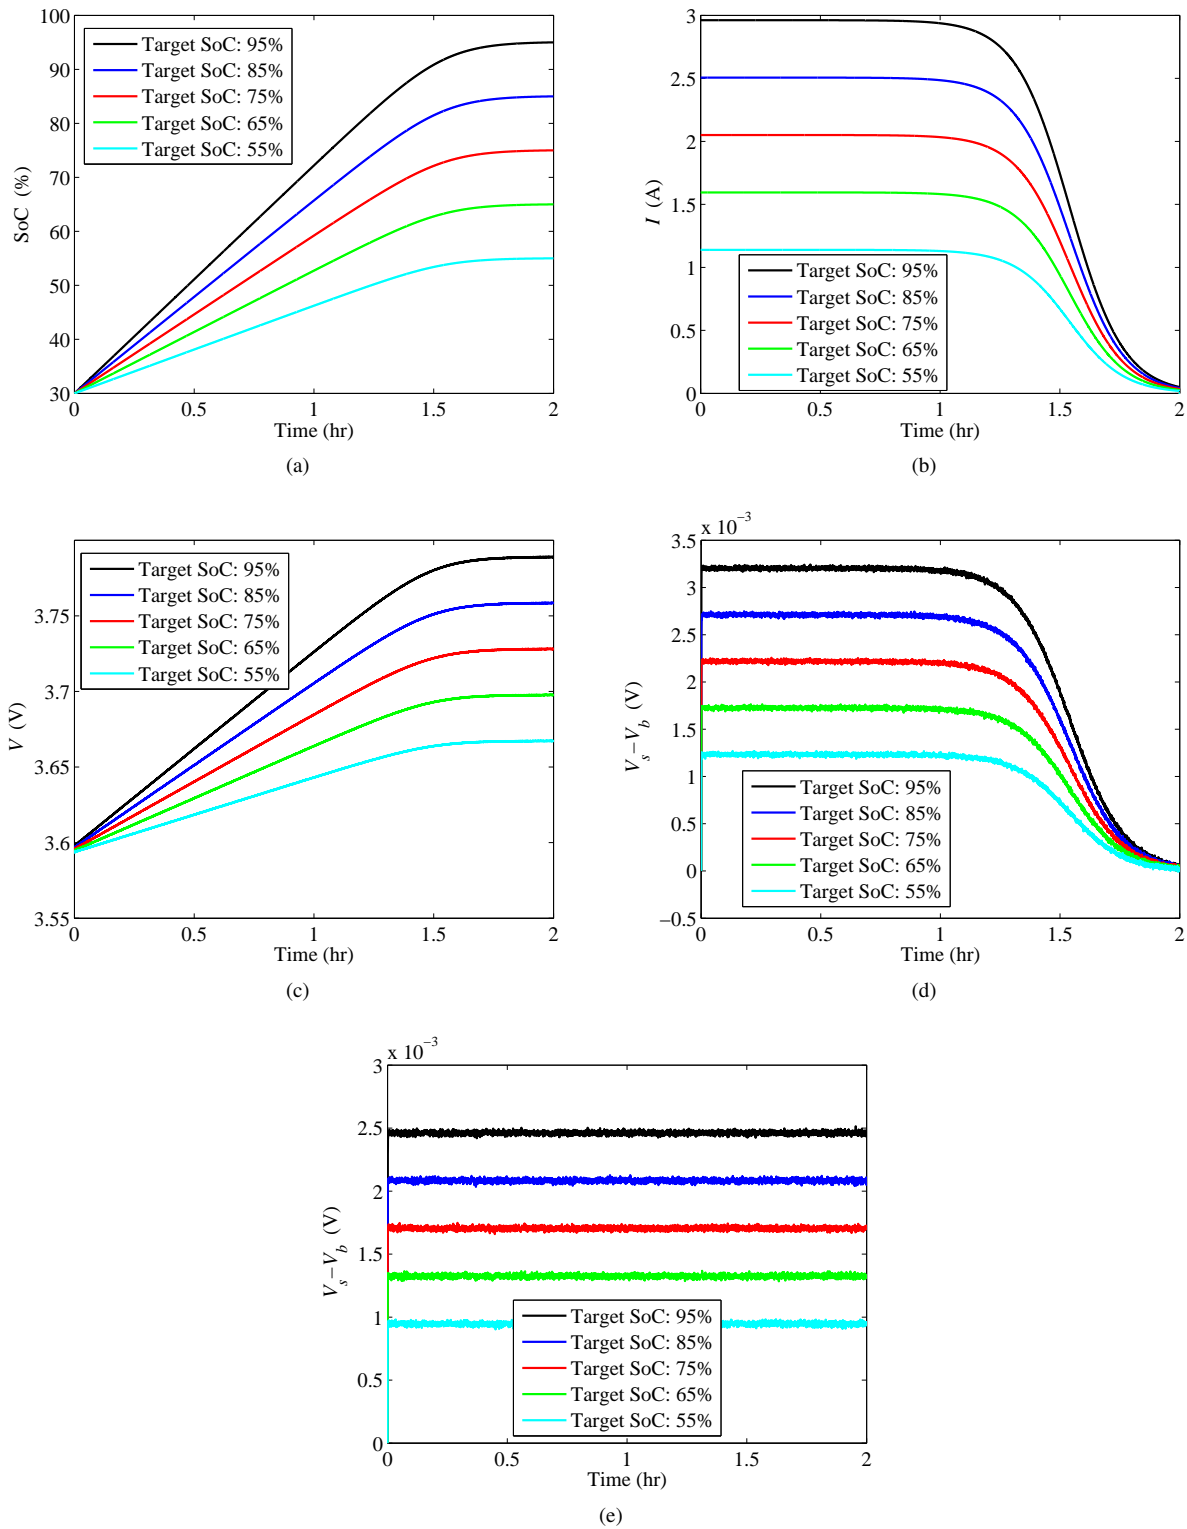 100
90
80
70
60
50
40
30
SoC (%)
Target SoC: 95%
Target SoC: 85%
Target SoC: 75%
Target SoC: 65%
Target SoC: 55%
0
0.5
1
1.5
2
Time (hr)
(a)
3
2.5
2
1.5
1
0.5
0
I (A)
Target SoC: 95%
Target SoC: 85%
Target SoC: 75%
Target SoC: 65%
Target SoC: 55%
0
0.5
1
1.5
2
Time (hr)
(b)
3.75
3.7
3.65
3.6
3.55
V (V)
Target SoC: 95%
Target SoC: 85%
Target SoC: 75%
Target SoC: 65%
Target SoC: 55%
0
0.5
1
1.5
2
Time (hr)
(c)
x 10⁻³
3.5
3
2.5
2
1.5
1
0.5
0
−0.5
Vₛ−V_b (V)
Target SoC: 95%
Target SoC: 85%
Target SoC: 75%
Target SoC: 65%
Target SoC: 55%
0
0.5
1
1.5
2
Time (hr)
(d)
x 10⁻³
3
2.5
2
1.5
1
0.5
0
Vₛ−V_b (V)
Target SoC: 95%
Target SoC: 85%
Target SoC: 75%
Target SoC: 65%
Target SoC: 55%
0
0.5
1
1.5
2
Time (hr)
(e)